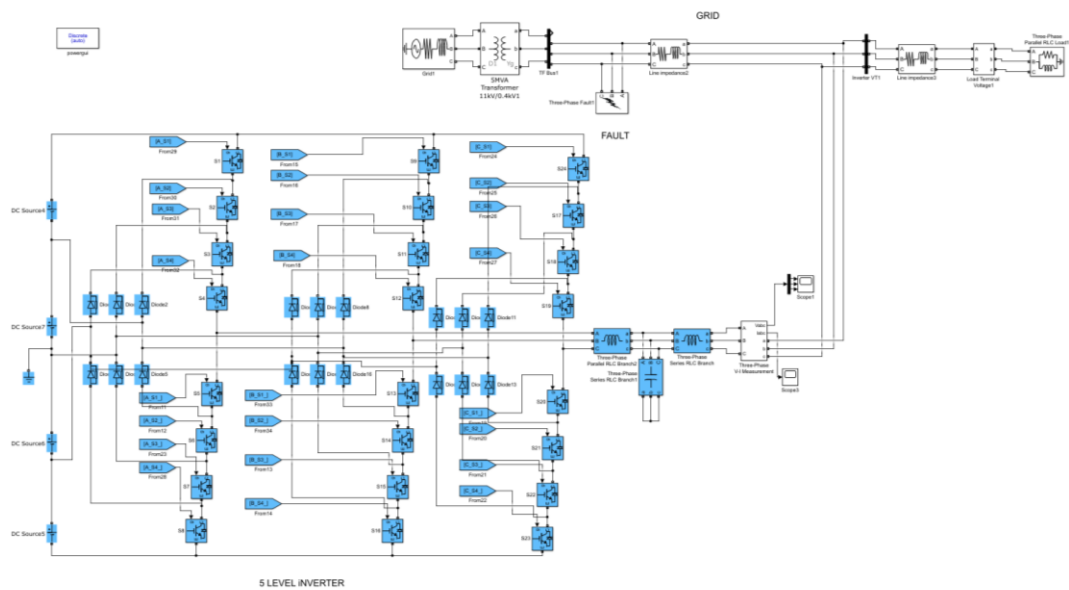 GRID
Discrete
(auto)
powergui
Grid1
5MVA
Transformer
11kV/0.4kV1
TF Bus1
Three-Phase Fault1
Line impedance2
Inverter VT1
Line impedance3
Load Terminal
Voltage1
Three-Phase
Parallel RLC Load1
FAULT
[A_S1]
From29
S1
[B_S1]
From15
S9
[C_S1]
From24
S24
[B_S2]
From16
[A_S2]
From30
S2
S10
[C_S2]
From25
[A_S3]
From31
[B_S3]
From17
[C_S3]
From28
S17
DC Source4
S3
[A_S4]
[B_S4]
From18
S11
[C_S4]
From27
S18
S4
S12
S19
Diode2
Diode8
Diode11
DC Source7
Three-Phase
Parallel RLC Branch2
Three-Phase
Series RLC Branch
Three-Phase
Series RLC Branch1
Three-Phase
V-I Measurement
Scope1
Scope3
Diode5
Diode13
[A_S1_]
From11
S5
[B_S1_]
From33
S13
S20
[A_S2_]
From12
[B_S2_]
From34
[C_S1_]
[C_S2_]
From20
S6
S14
S21
DC Source6
[A_S3_]
From23
[B_S3_]
From13
[C_S3_]
From21
[A_S4_]
From26
S7
S15
[C_S4_]
From22
S22
[B_S4_]
From14
DC Source5
S8
S16
S23
5 LEVEL iNVERTER